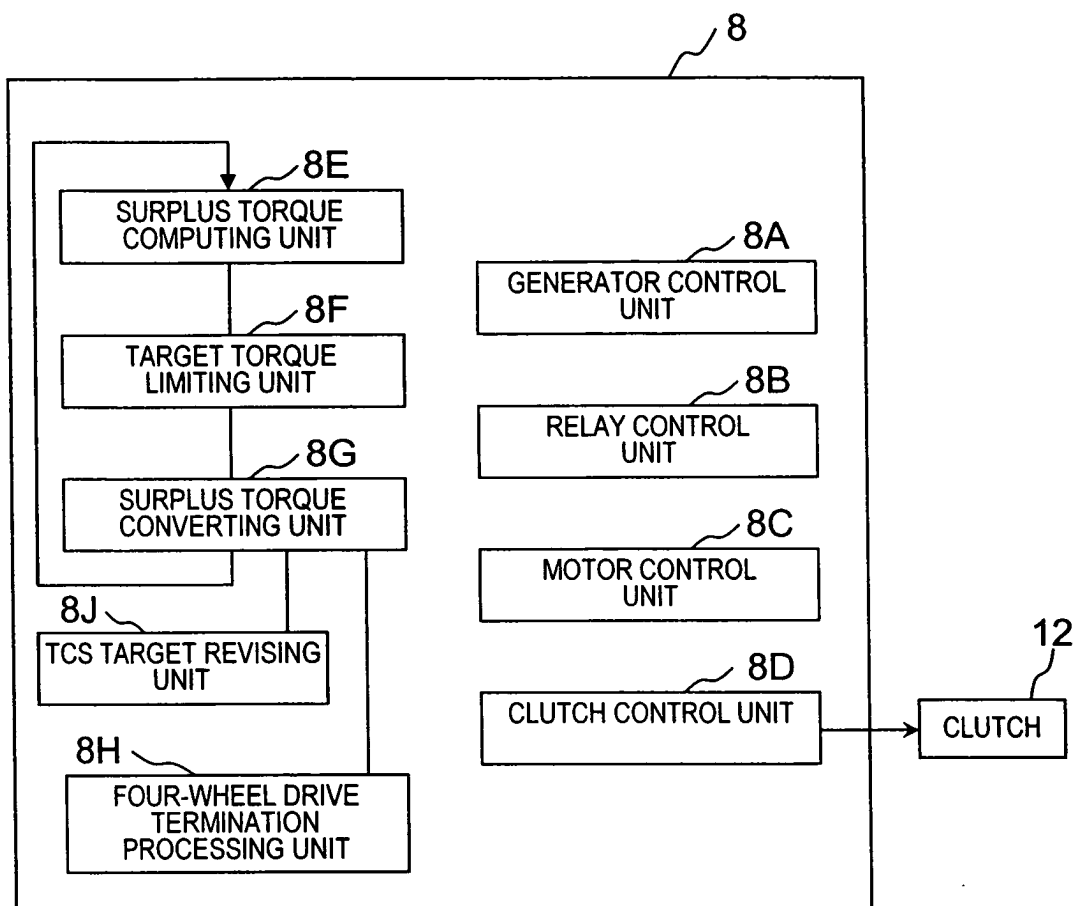 8
8E
SURPLUS TORQUE
COMPUTING UNIT
8F
TARGET TORQUE
LIMITING UNIT
8G
SURPLUS TORQUE
CONVERTING UNIT
8J
TCS TARGET REVISING
UNIT
8H
FOUR-WHEEL DRIVE
TERMINATION
PROCESSING UNIT
8A
GENERATOR CONTROL
UNIT
8B
RELAY CONTROL
UNIT
8C
MOTOR CONTROL
UNIT
8D
CLUTCH CONTROL UNIT
12
CLUTCH